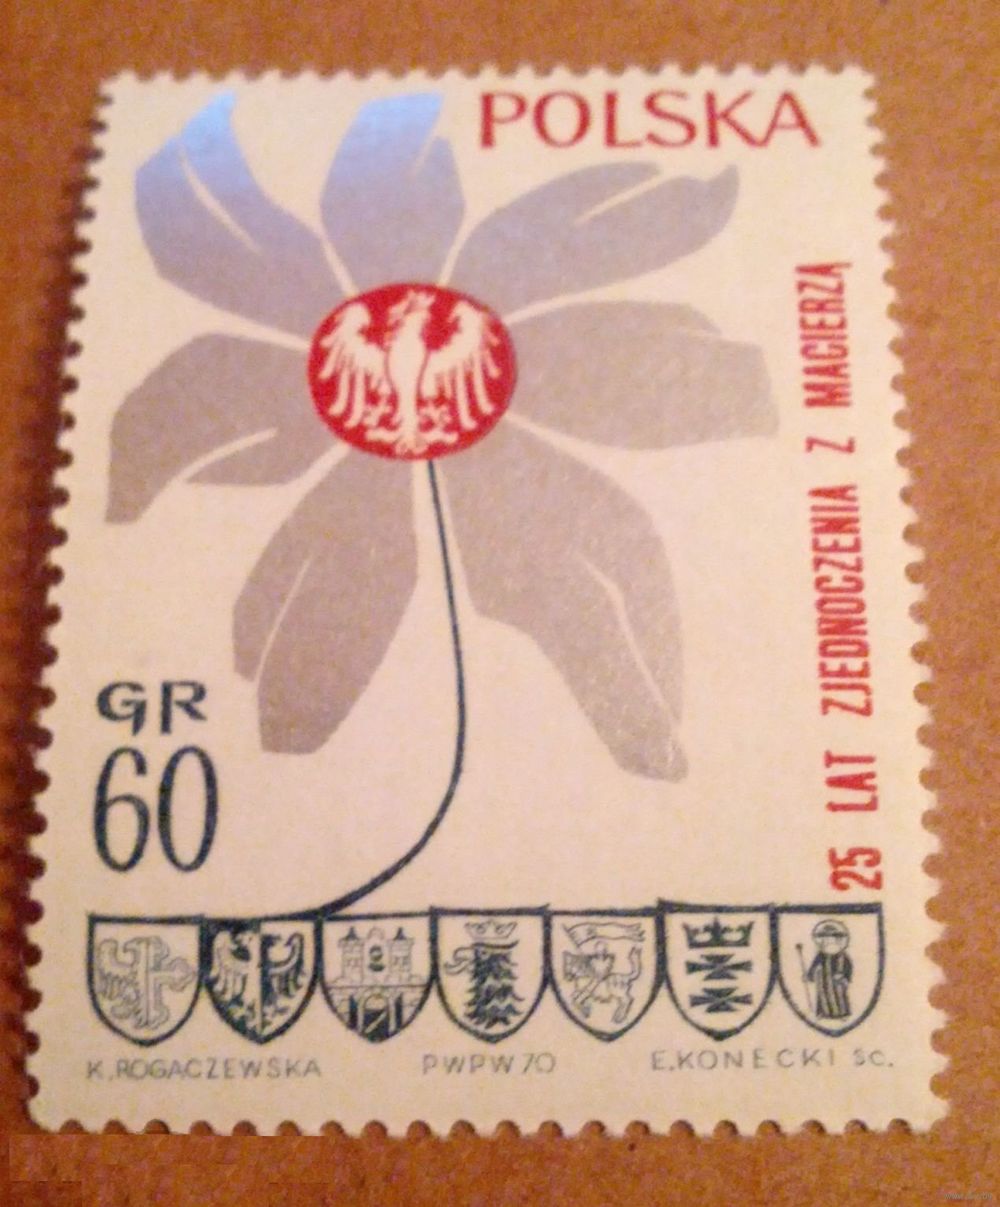 POLSKA
25 LAT ZJEDNOCZENIA Z MACIERZĄ
GR
60
K. ROGACZEWSKA PWPW 70 E. KONECKI SC.